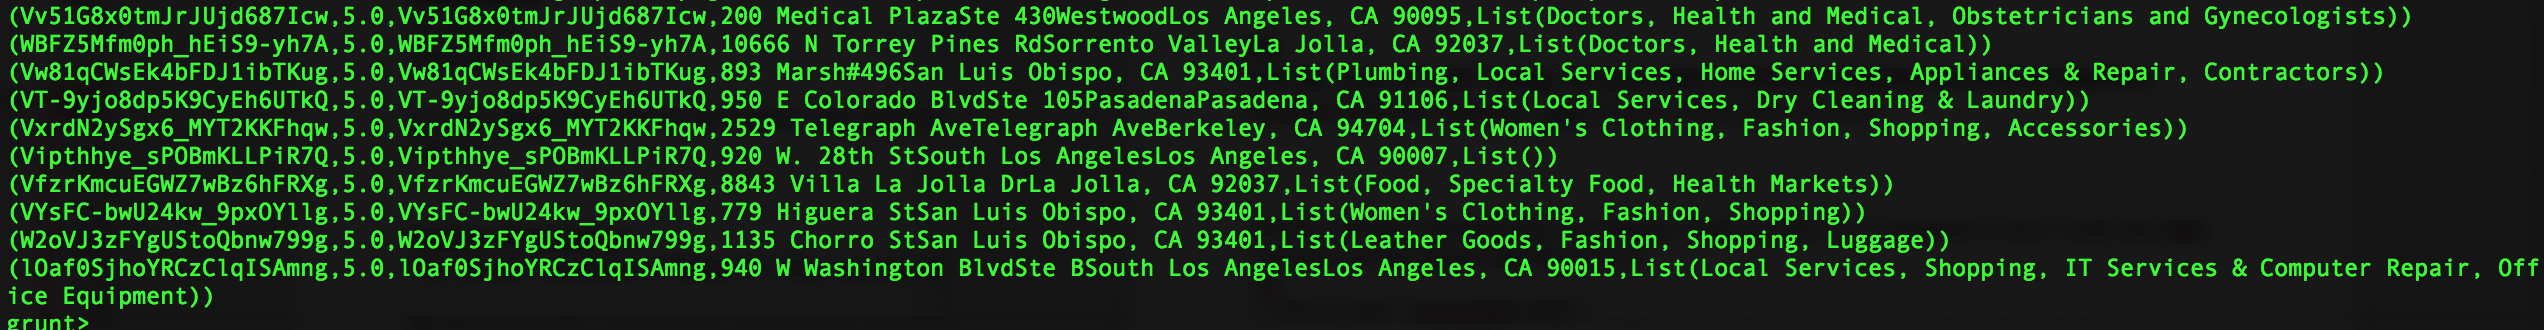 (Vv51G8x0tmJrJUjd687Icw,5.0,Vv51G8x0tmJrJUjd687Icw,200 Medical PlazaSte 430WestwoodLos Angeles, CA 90095,List(Doctors, Health and Medical, Obstetricians and Gynecologists))
(WBFZ5Mfm0ph_hEiS9-yh7A,5.0,WBFZ5Mfm0ph_hEiS9-yh7A,10666 N Torrey Pines RdSorrento ValleyLa Jolla, CA 92037,List(Doctors, Health and Medical))
(Vw81qCWsEk4bFDJ1ibTKug,5.0,Vw81qCWsEk4bFDJ1ibTKug,893 Marsh#496San Luis Obispo, CA 93401,List(Plumbing, Local Services, Home Services, Appliances & Repair, Contractors))
(VT-9yjo8dp5K9CyEh6UTkQ,5.0,VT-9yjo8dp5K9CyEh6UTkQ,950 E Colorado BlvdSte 105PasadenaPasadena, CA 91106,List(Local Services, Dry Cleaning & Laundry))
(VxrdN2ySgx6_MYT2KKFhqw,5.0,VxrdN2ySgx6_MYT2KKFhqw,2529 Telegraph AveTelegraph AveBerkeley, CA 94704,List(Women's Clothing, Fashion, Shopping, Accessories))
(Vipthhye_sPOBmKLLPiR7Q,5.0,Vipthhye_sPOBmKLLPiR7Q,920 W. 28th StSouth Los AngelesLos Angeles, CA 90007,List())
(VfzrKmcuEGWZ7wBz6hFRXg,5.0,VfzrKmcuEGWZ7wBz6hFRXg,8843 Villa La Jolla DrLa Jolla, CA 92037,List(Food, Specialty Food, Health Markets))
(VYsFC-bwU24kw_9pxOYllg,5.0,VYsFC-bwU24kw_9pxOYllg,779 Higuera StSan Luis Obispo, CA 93401,List(Women's Clothing, Fashion, Shopping))
(W2oVJ3zFYgUStoQbnw799g,5.0,W2oVJ3zFYgUStoQbnw799g,1135 Chorro StSan Luis Obispo, CA 93401,List(Leather Goods, Fashion, Shopping, Luggage))
(lOaf0SjhoYRCzClqISAmng,5.0,lOaf0SjhoYRCzClqISAmng,940 W Washington BlvdSte BSouth Los AngelesLos Angeles, CA 90015,List(Local Services, Shopping, IT Services & Computer Repair, Off
ice Equipment))
grunt>